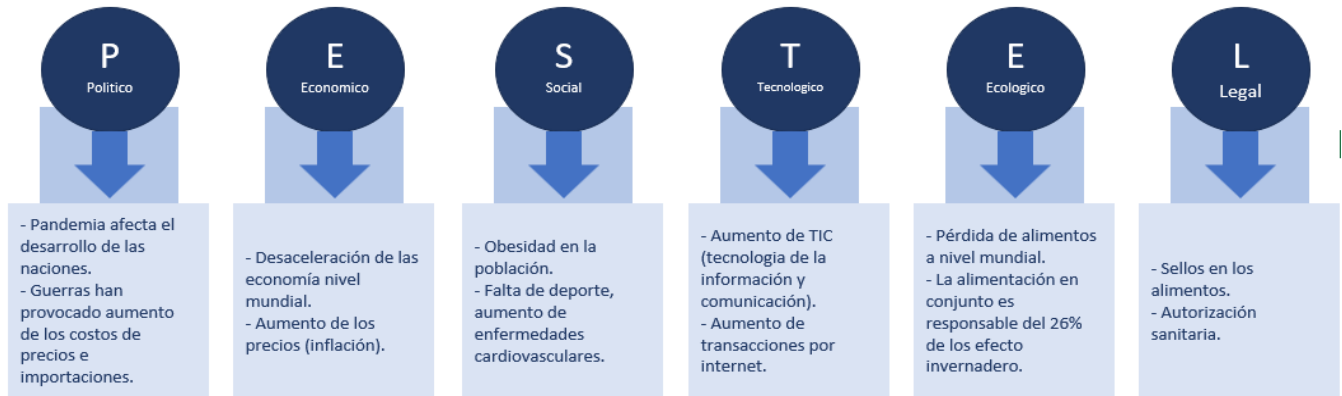 P
Politico
- Pandemia afecta el
desarrollo de las
naciones.
- Guerras han
provocado aumento
de los costos de
precios e
importaciones.
E
Economico
- Desaceleración de las
economía nivel
mundial.
- Aumento de los
precios (inflación).
S
Social
- Obesidad en la
población.
- Falta de deporte,
aumento de
enfermedades
cardiovasculares.
T
Tecnologico
- Aumento de TIC
(tecnologia de la
información y
comunicación).
- Aumento de
transacciones por
internet.
E
Ecologico
- Pérdida de alimentos
a nivel mundial.
- La alimentación en
conjunto es
responsable del 26%
de los efecto
invernadero.
L
Legal
- Sellos en los
alimentos.
- Autorización
sanitaria.